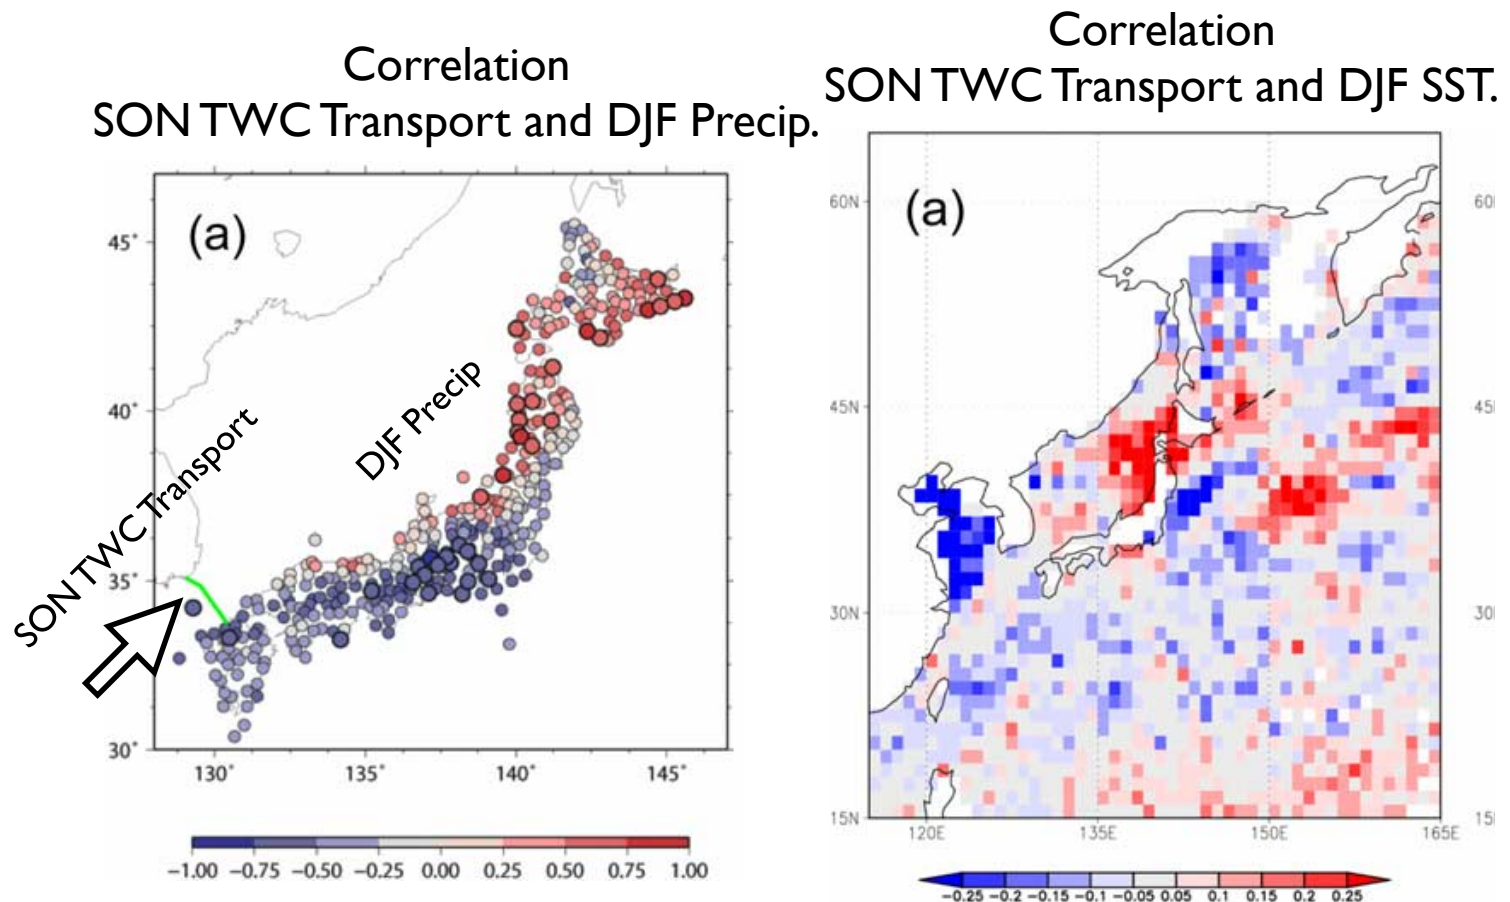 Correlation
SON TWC Transport and DJF Precip.
(a)
45°
40°
35°
30°
130°
135°
140°
145°
SON TWC Transport
DJF Precip
−1.00 −0.75 −0.50 −0.25 0.00 0.25 0.50 0.75 1.00
Correlation
SON TWC Transport and DJF SST.
(a)
60N
45N
30N
15N
120E
135E
150E
165E
−0.25 −0.2 −0.15 −0.1 −0.05 0.05 0.1 0.15 0.2 0.25